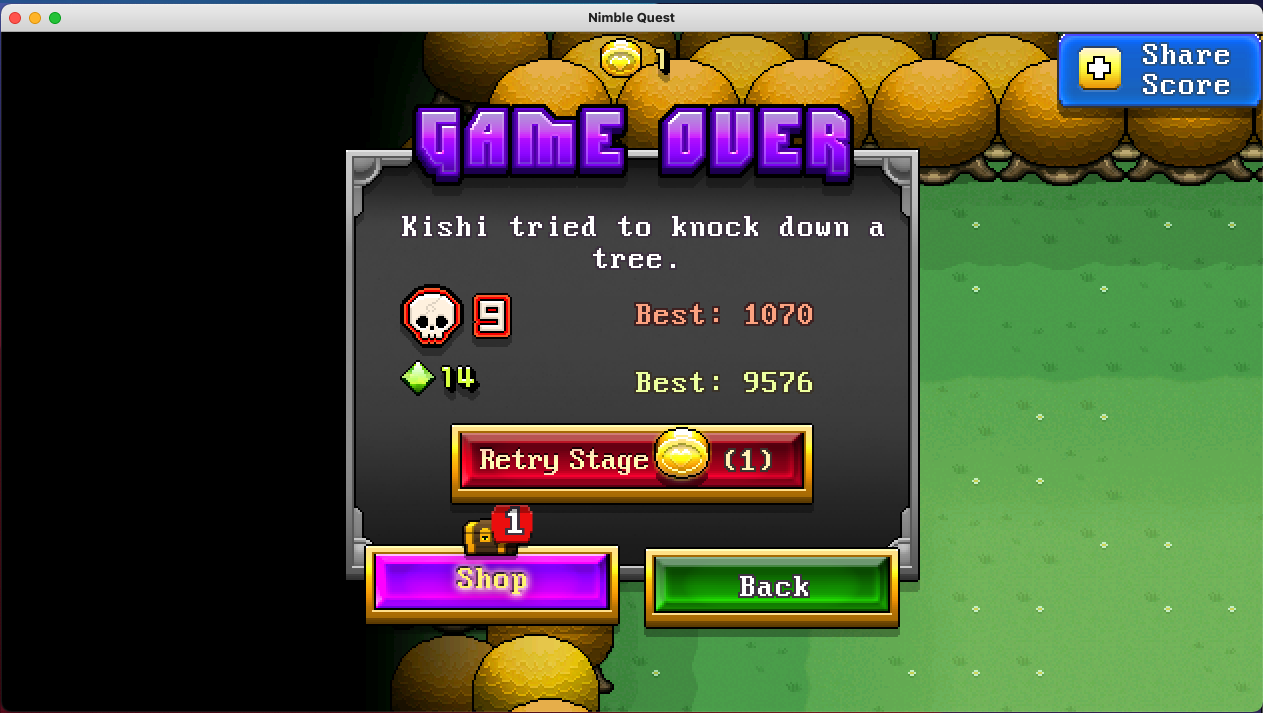 Nimble Quest
1
Share
Score
GAME OVER
Kishi tried to knock down a
tree.
9
Best: 1070
14
Best: 9576
Retry Stage (1)
1
Shop
Back